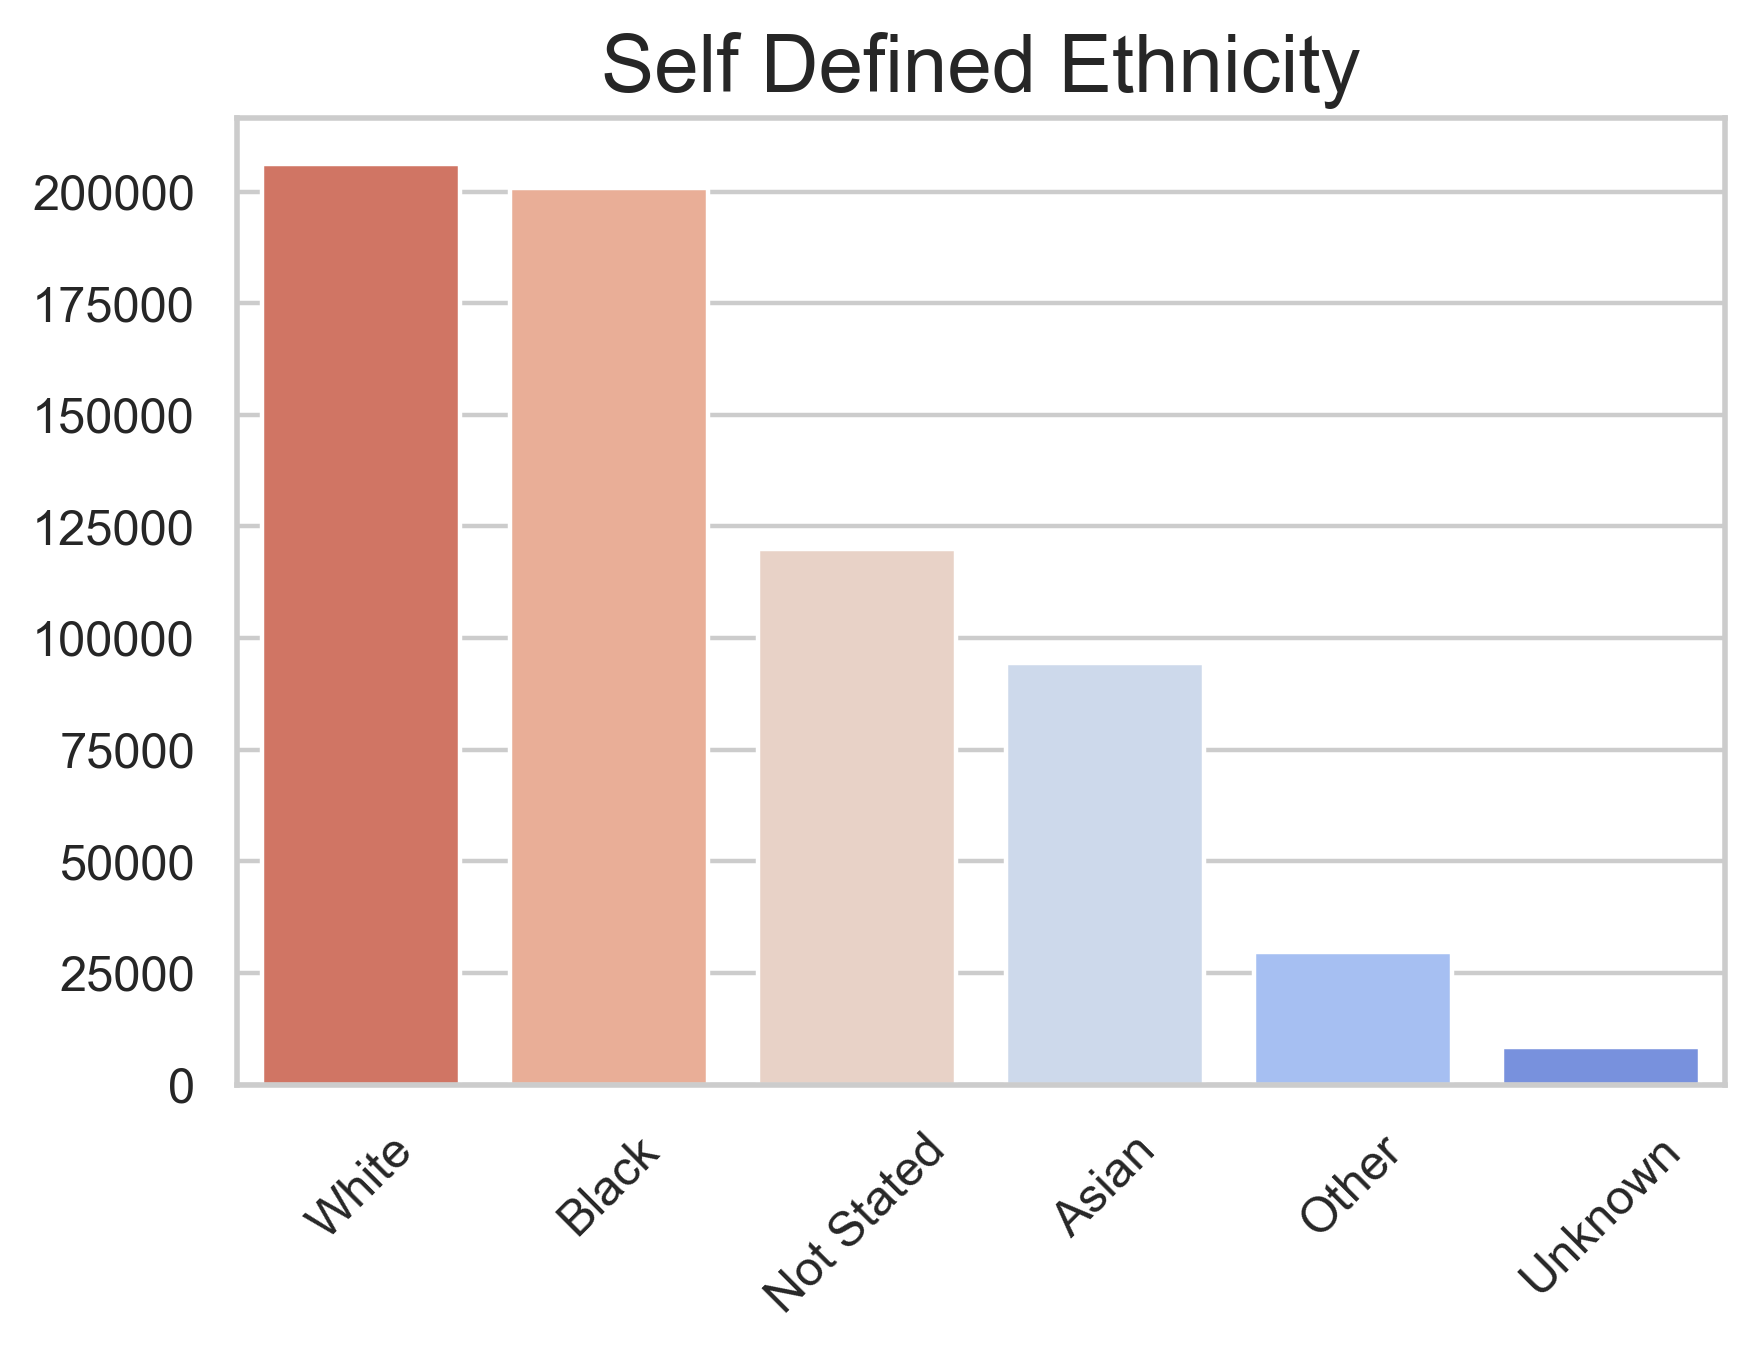 Self Defined Ethnicity
200000
175000
150000
125000
100000
75000
50000
25000
0
White
Black
Not Stated
Asian
Other
Unknown